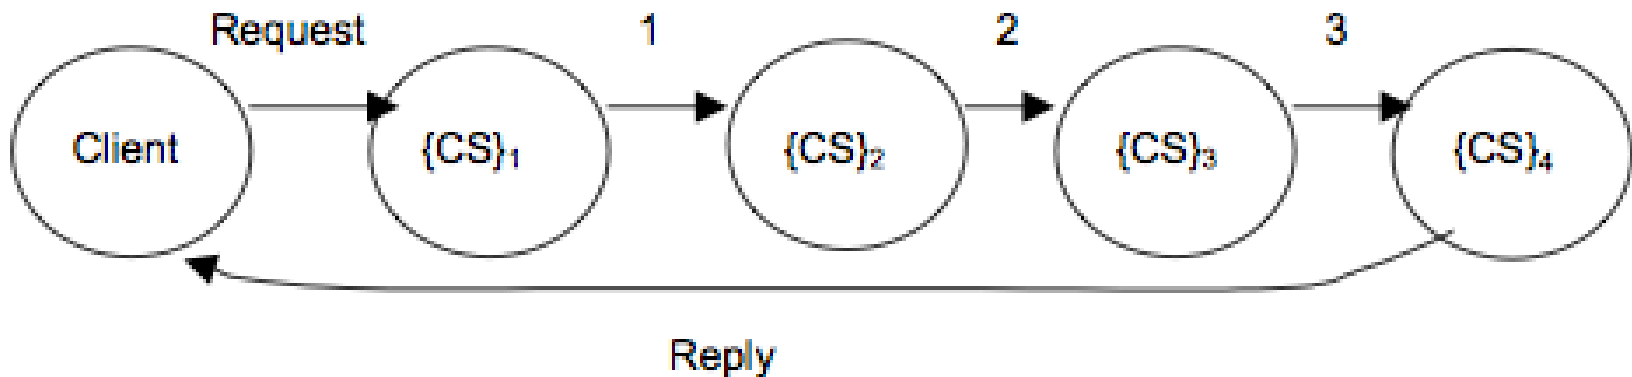 Request 1 2 3
Client {CS}₁ {CS}₂ {CS}₃ {CS}₄
Reply